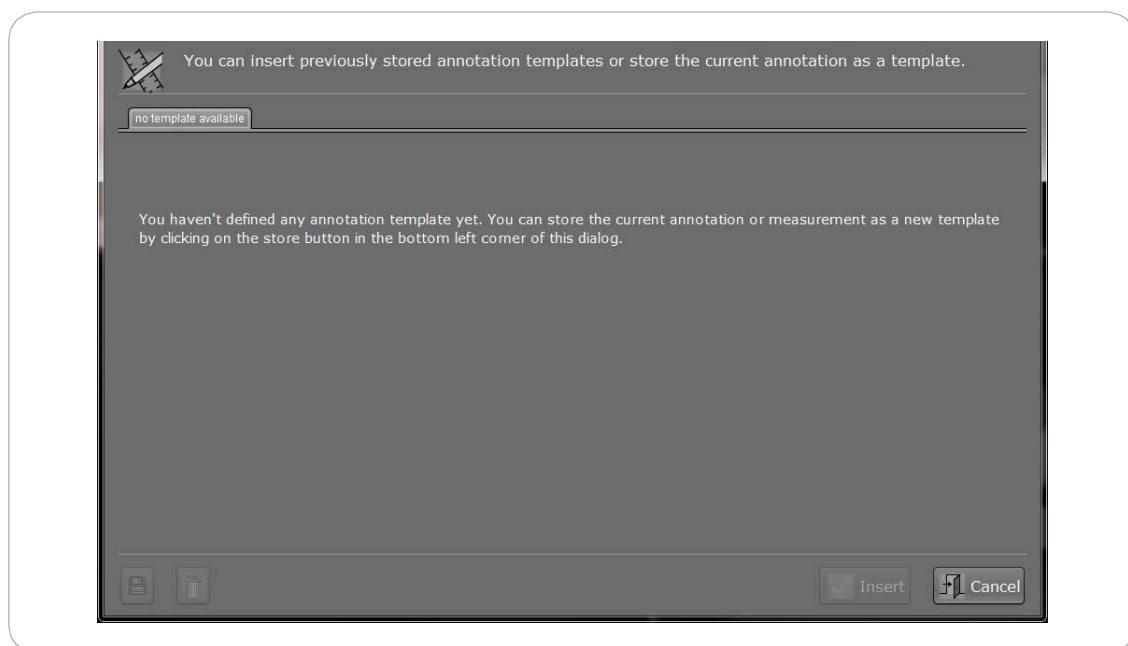 You can insert previously stored annotation templates or store the current annotation as a template.
no template available
You haven't defined any annotation template yet. You can store the current annotation or measurement as a new template
by clicking on the store button in the bottom left corner of this dialog.
Insert
Cancel